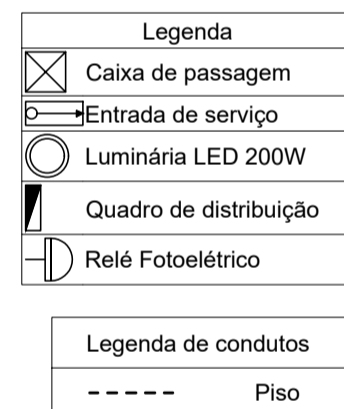 Legenda
Caixa de passagem
Entrada de serviço
Luminária LED 200W
Quadro de distribuição
Relé Fotoelétrico
Legenda de condutos
Piso